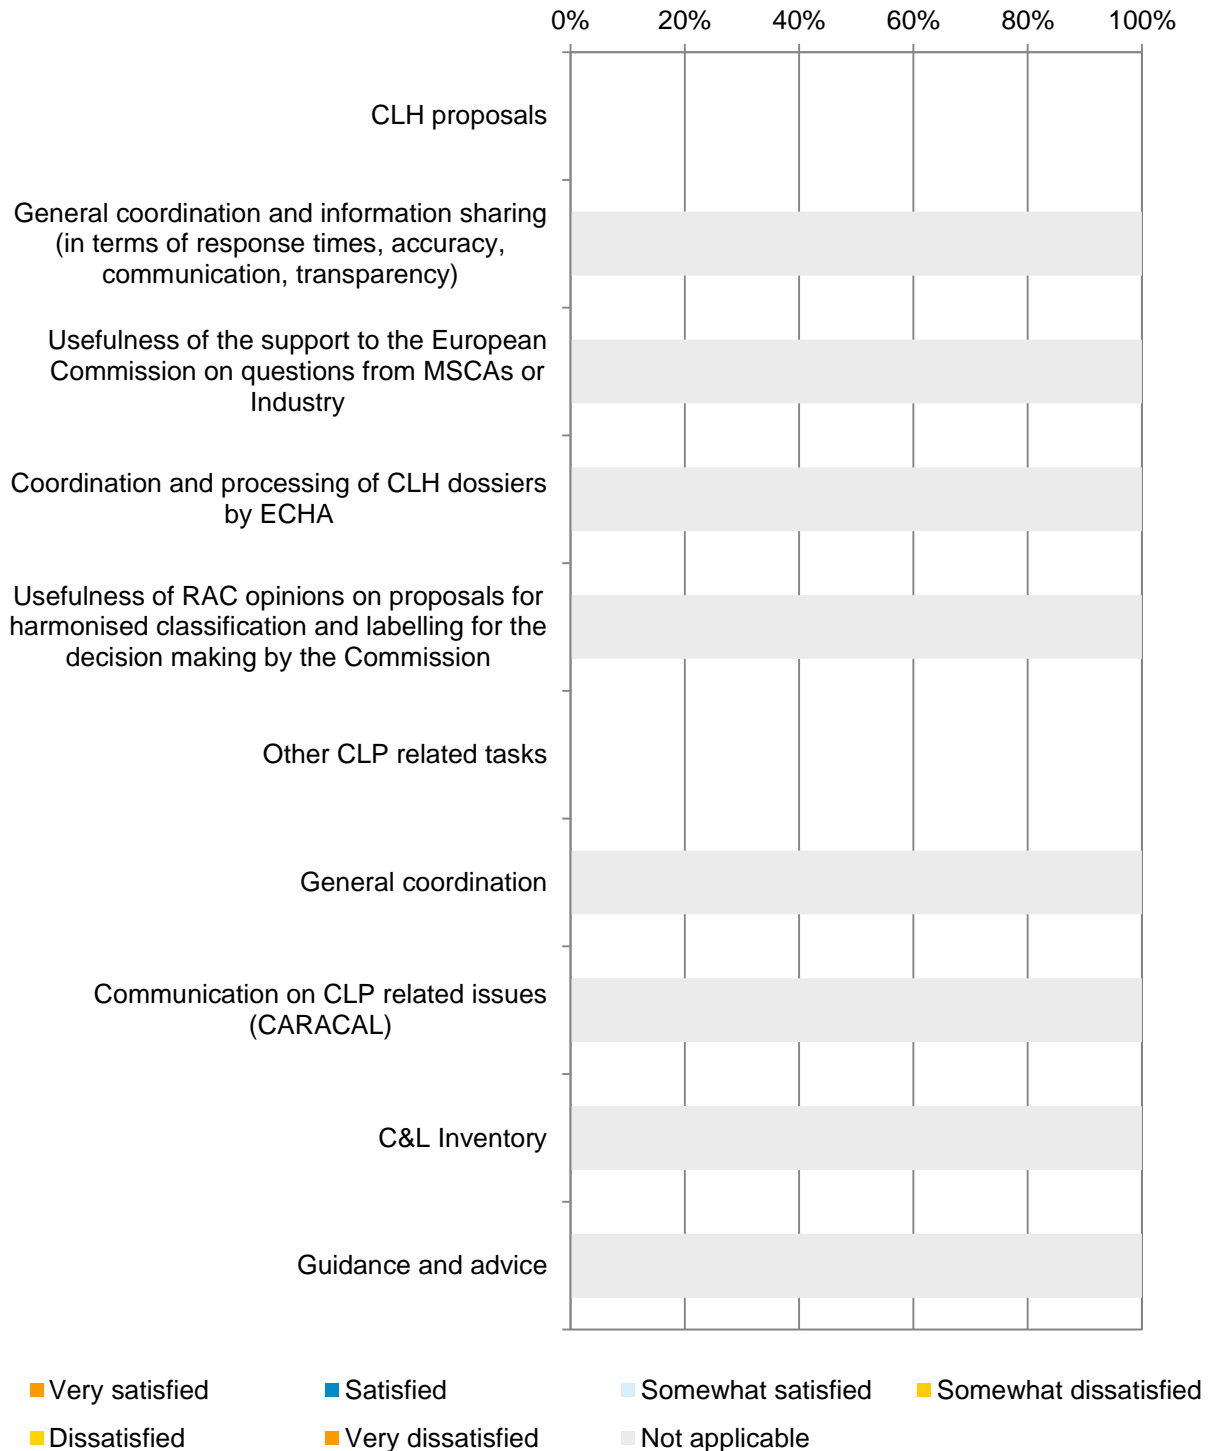 0% 20% 40% 60% 80% 100%
CLH proposals
General coordination and information sharing
(in terms of response times, accuracy,
communication, transparency)
Usefulness of the support to the European
Commission on questions from MSCAs or
Industry
Coordination and processing of CLH dossiers
by ECHA
Usefulness of RAC opinions on proposals for
harmonised classification and labelling for the
decision making by the Commission
Other CLP related tasks
General coordination
Communication on CLP related issues
(CARACAL)
C&L Inventory
Guidance and advice
Very satisfied Satisfied Somewhat satisfied Somewhat dissatisfied
Dissatisfied Very dissatisfied Not applicable